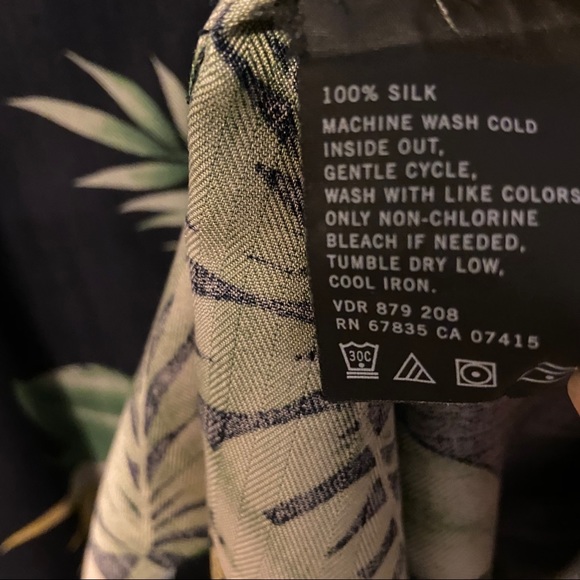 100% SILK
MACHINE WASH COLD
INSIDE OUT,
GENTLE CYCLE,
WASH WITH LIKE COLORS
ONLY NON-CHLORINE
BLEACH IF NEEDED,
TUMBLE DRY LOW,
COOL IRON.
VDR 879 208
RN 67835 CA 07415
30C